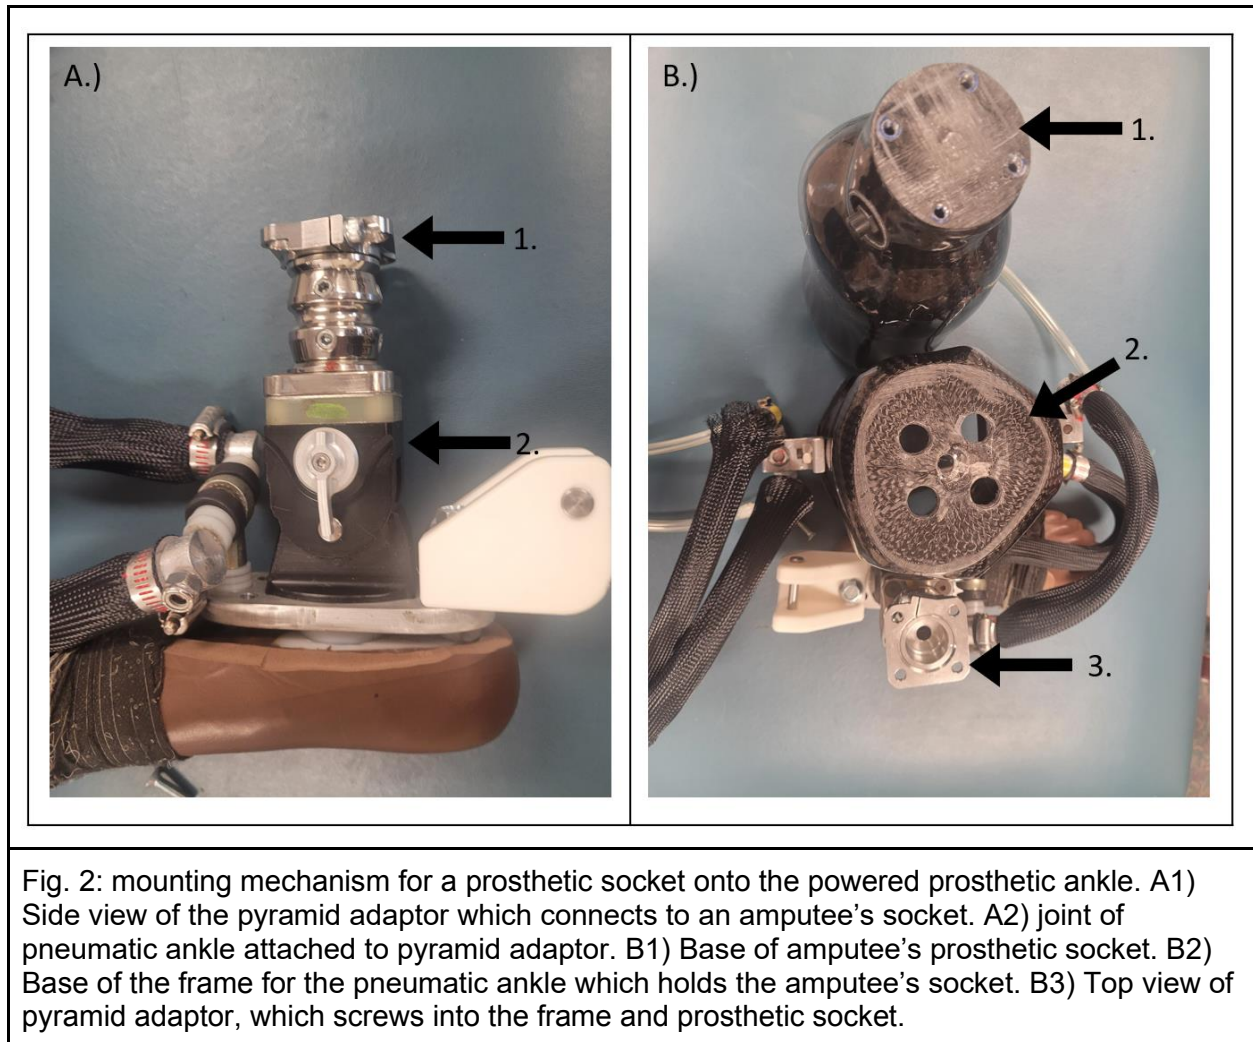 A.)
1.
2.
B.)
1.
2.
3.
Fig. 2: mounting mechanism for a prosthetic socket onto the powered prosthetic ankle. A1)
Side view of the pyramid adaptor which connects to an amputee's socket. A2) joint of
pneumatic ankle attached to pyramid adaptor. B1) Base of amputee's prosthetic socket. B2)
Base of the frame for the pneumatic ankle which holds the amputee's socket. B3) Top view of
pyramid adaptor, which screws into the frame and prosthetic socket.